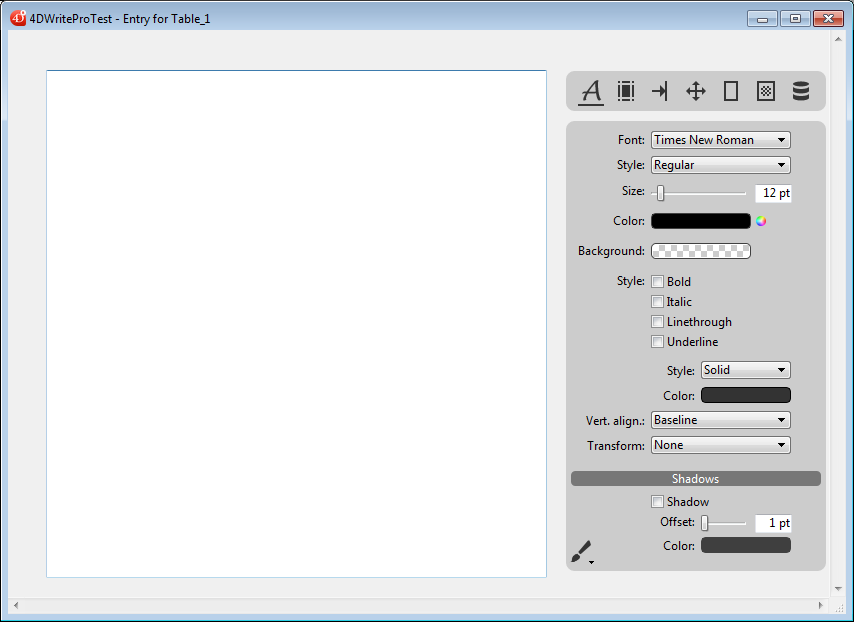 4DWriteProTest - Entry for Table_1
A
Font: Times New Roman
Style: Regular
Size: 12 pt
Color:
Background:
Style: Bold
Italic
Linethrough
Underline
Style: Solid
Color:
Vert. align.: Baseline
Transform: None
Shadows
Shadow
Offset: 1 pt
Color: